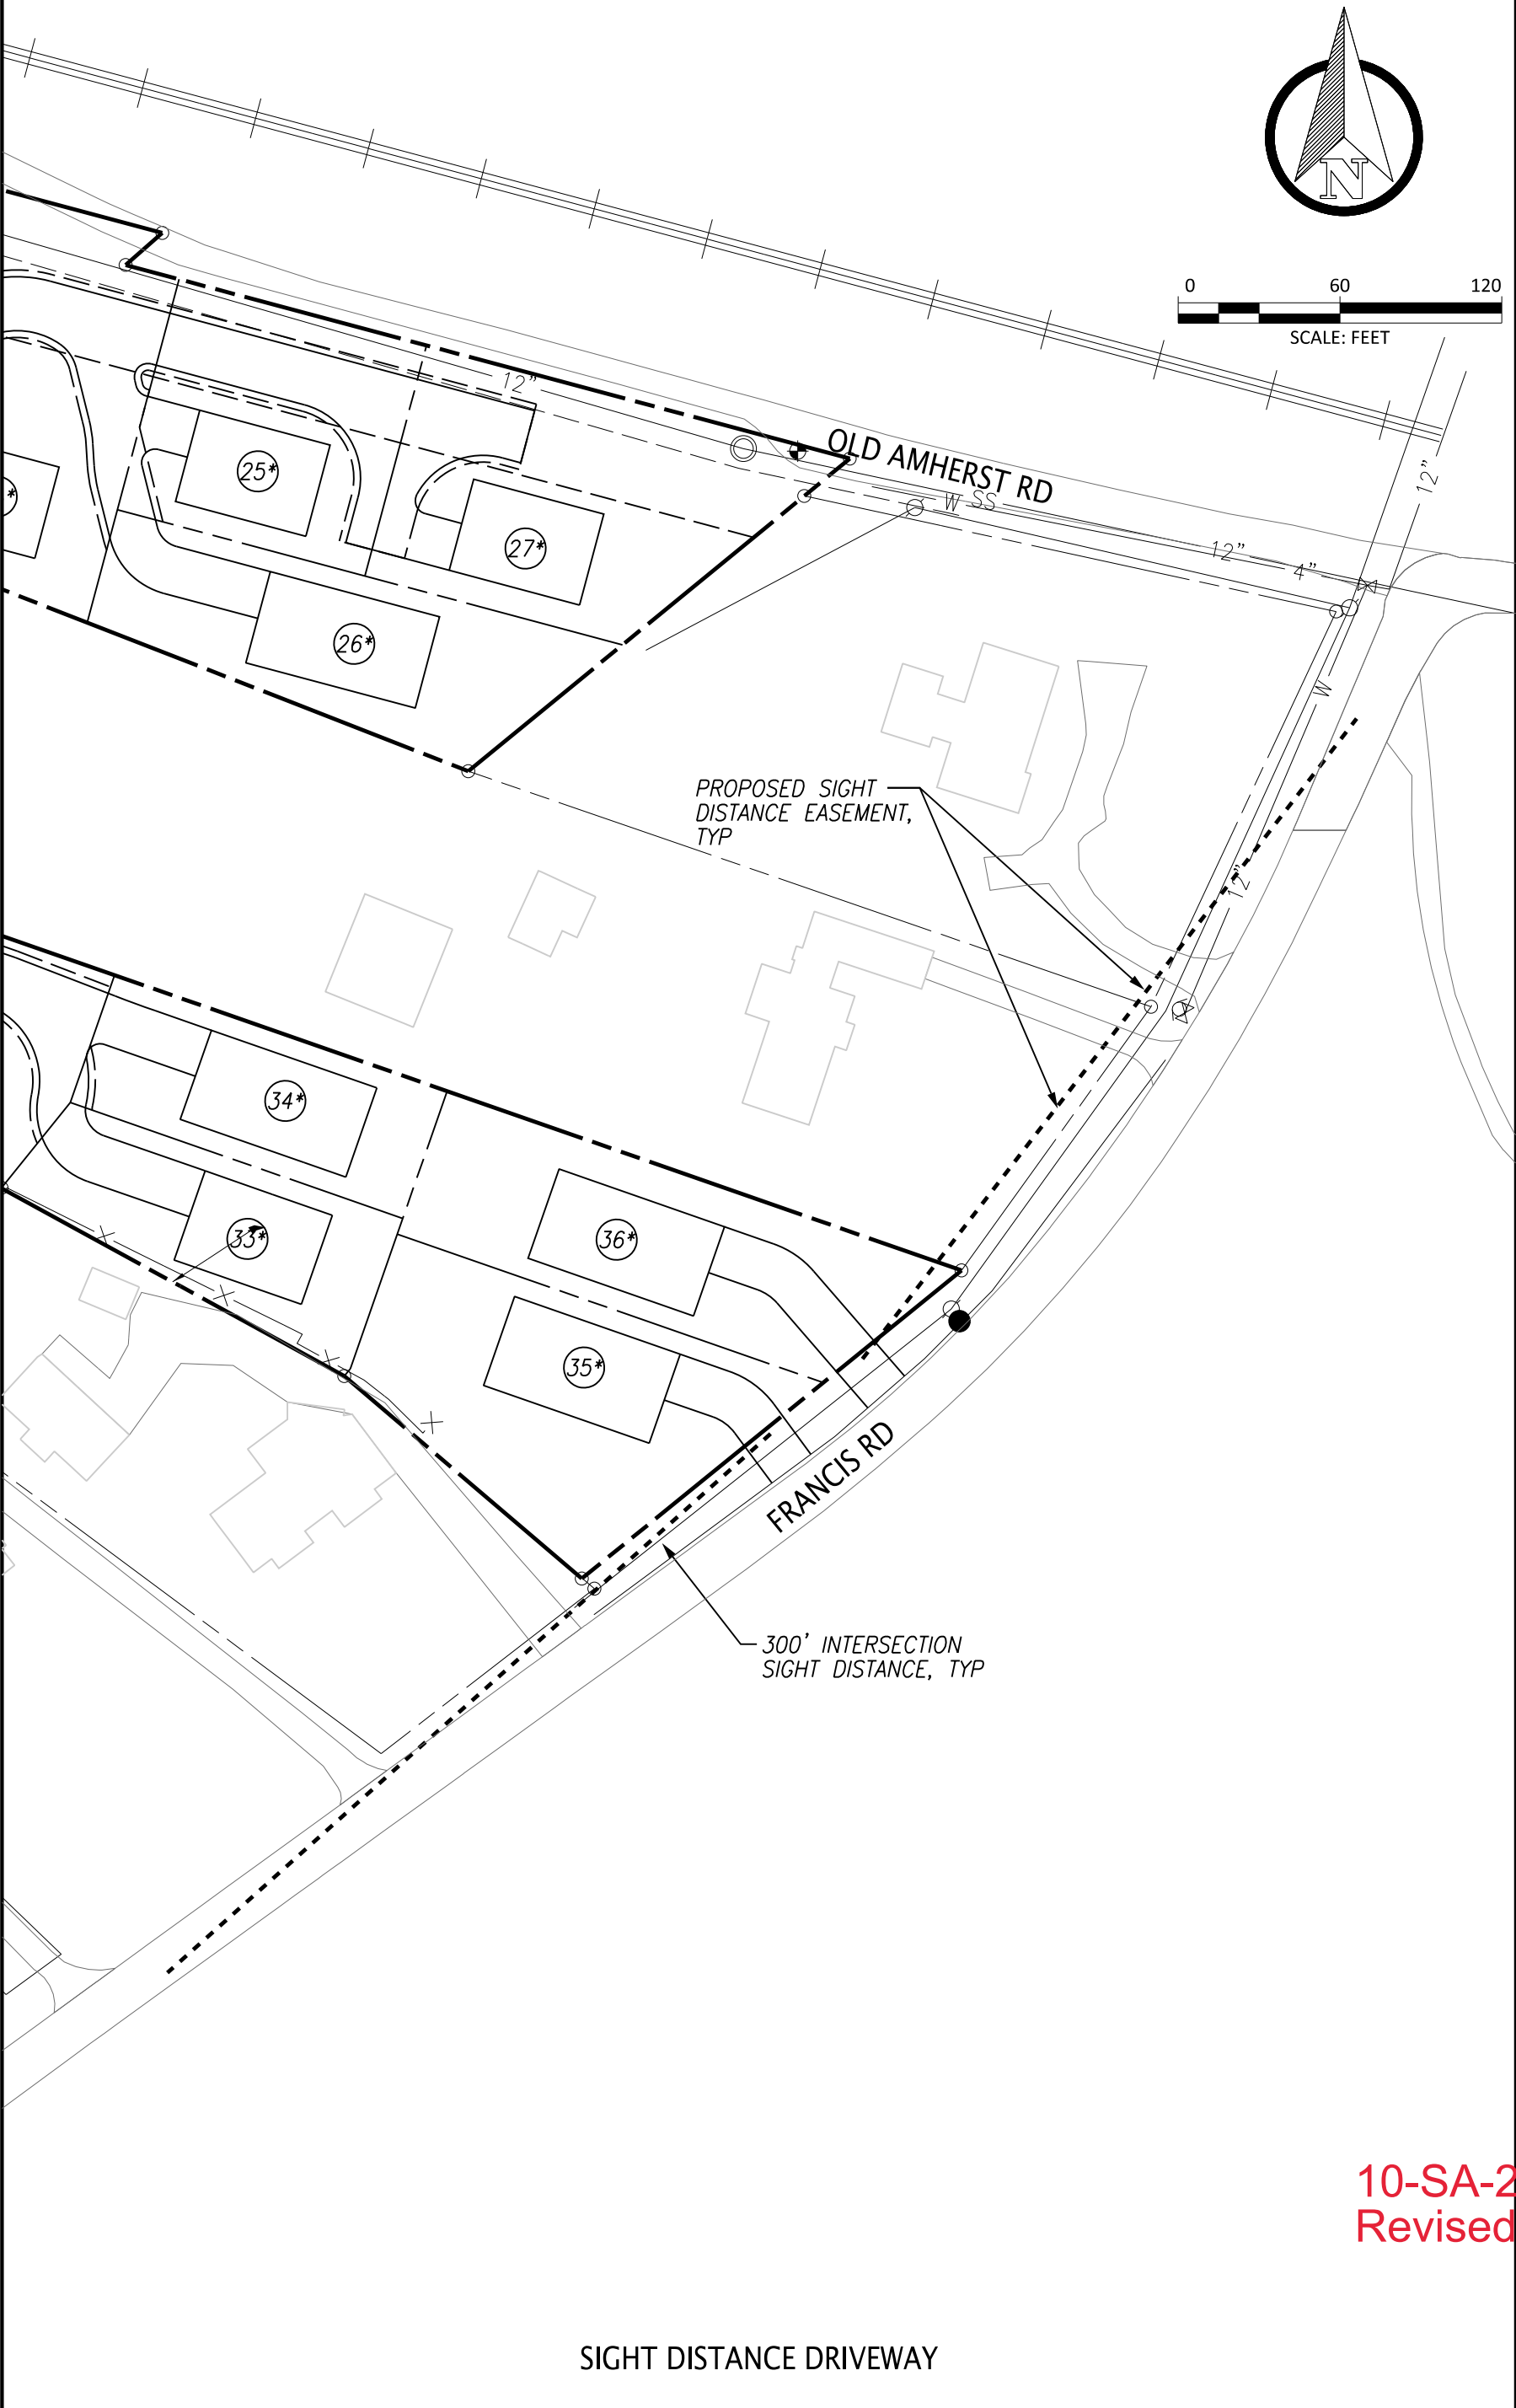 N
0 60 120
SCALE: FEET
12"
OLD AMHERST RD
12"
W SS
12"
4"
25*
27*
*
26*
W
PROPOSED SIGHT
DISTANCE EASEMENT,
TYP
12"
34*
33*
36*
35*
FRANCIS RD
300' INTERSECTION
SIGHT DISTANCE, TYP
10-SA-2
Revised
SIGHT DISTANCE DRIVEWAY